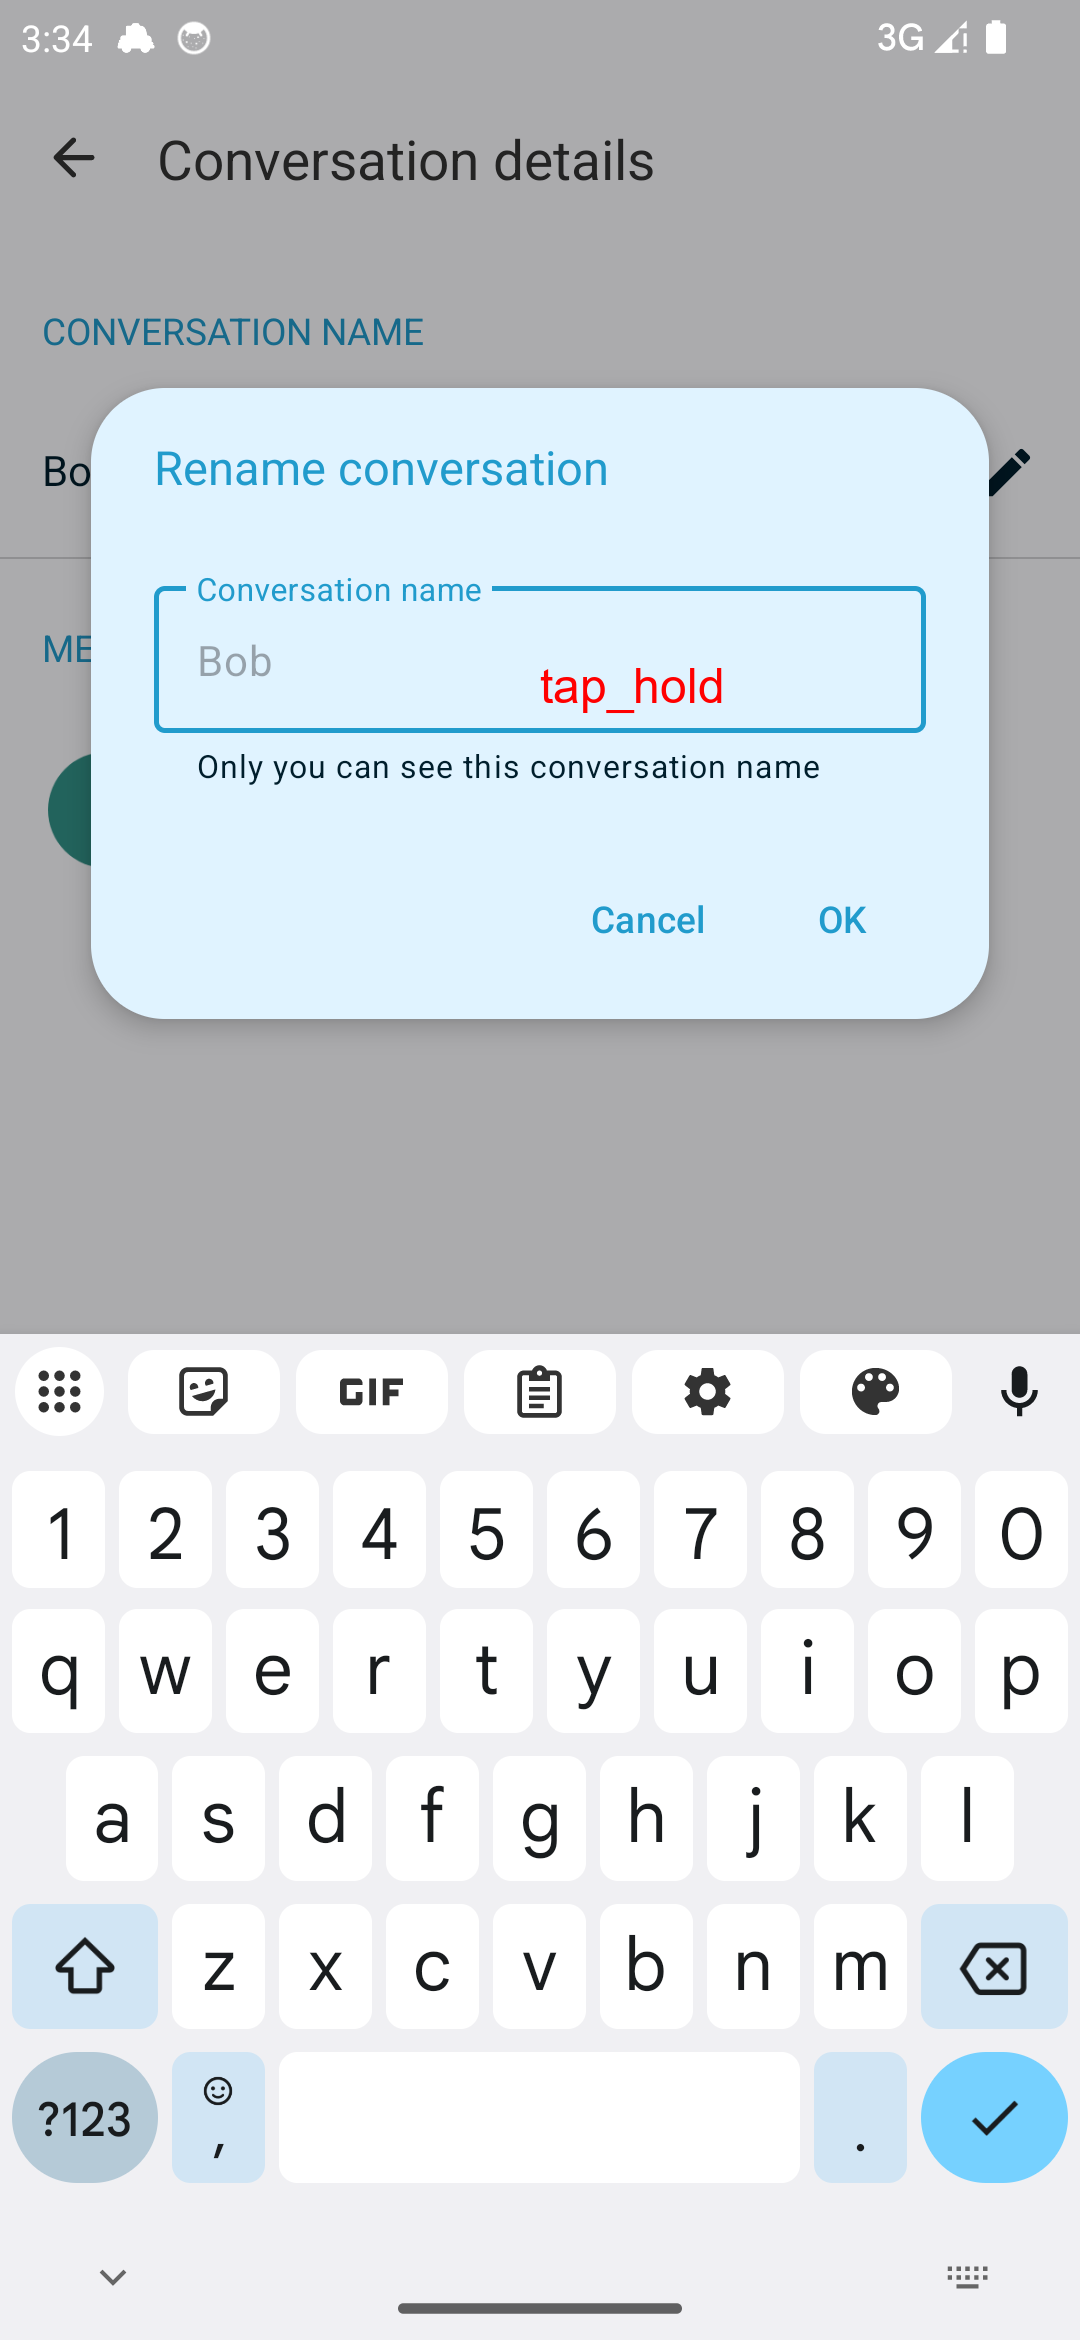 3:34
3G
Conversation details
CONVERSATION NAME
Bo
Rename conversation
Conversation name
Bob
tap_hold
ME
Only you can see this conversation name
Cancel OK
GIF
1 2 3 4 5 6 7 8 9 0
q w e r t y u i o p
a s d f g h j k l
z x c v b n m
?123 , .